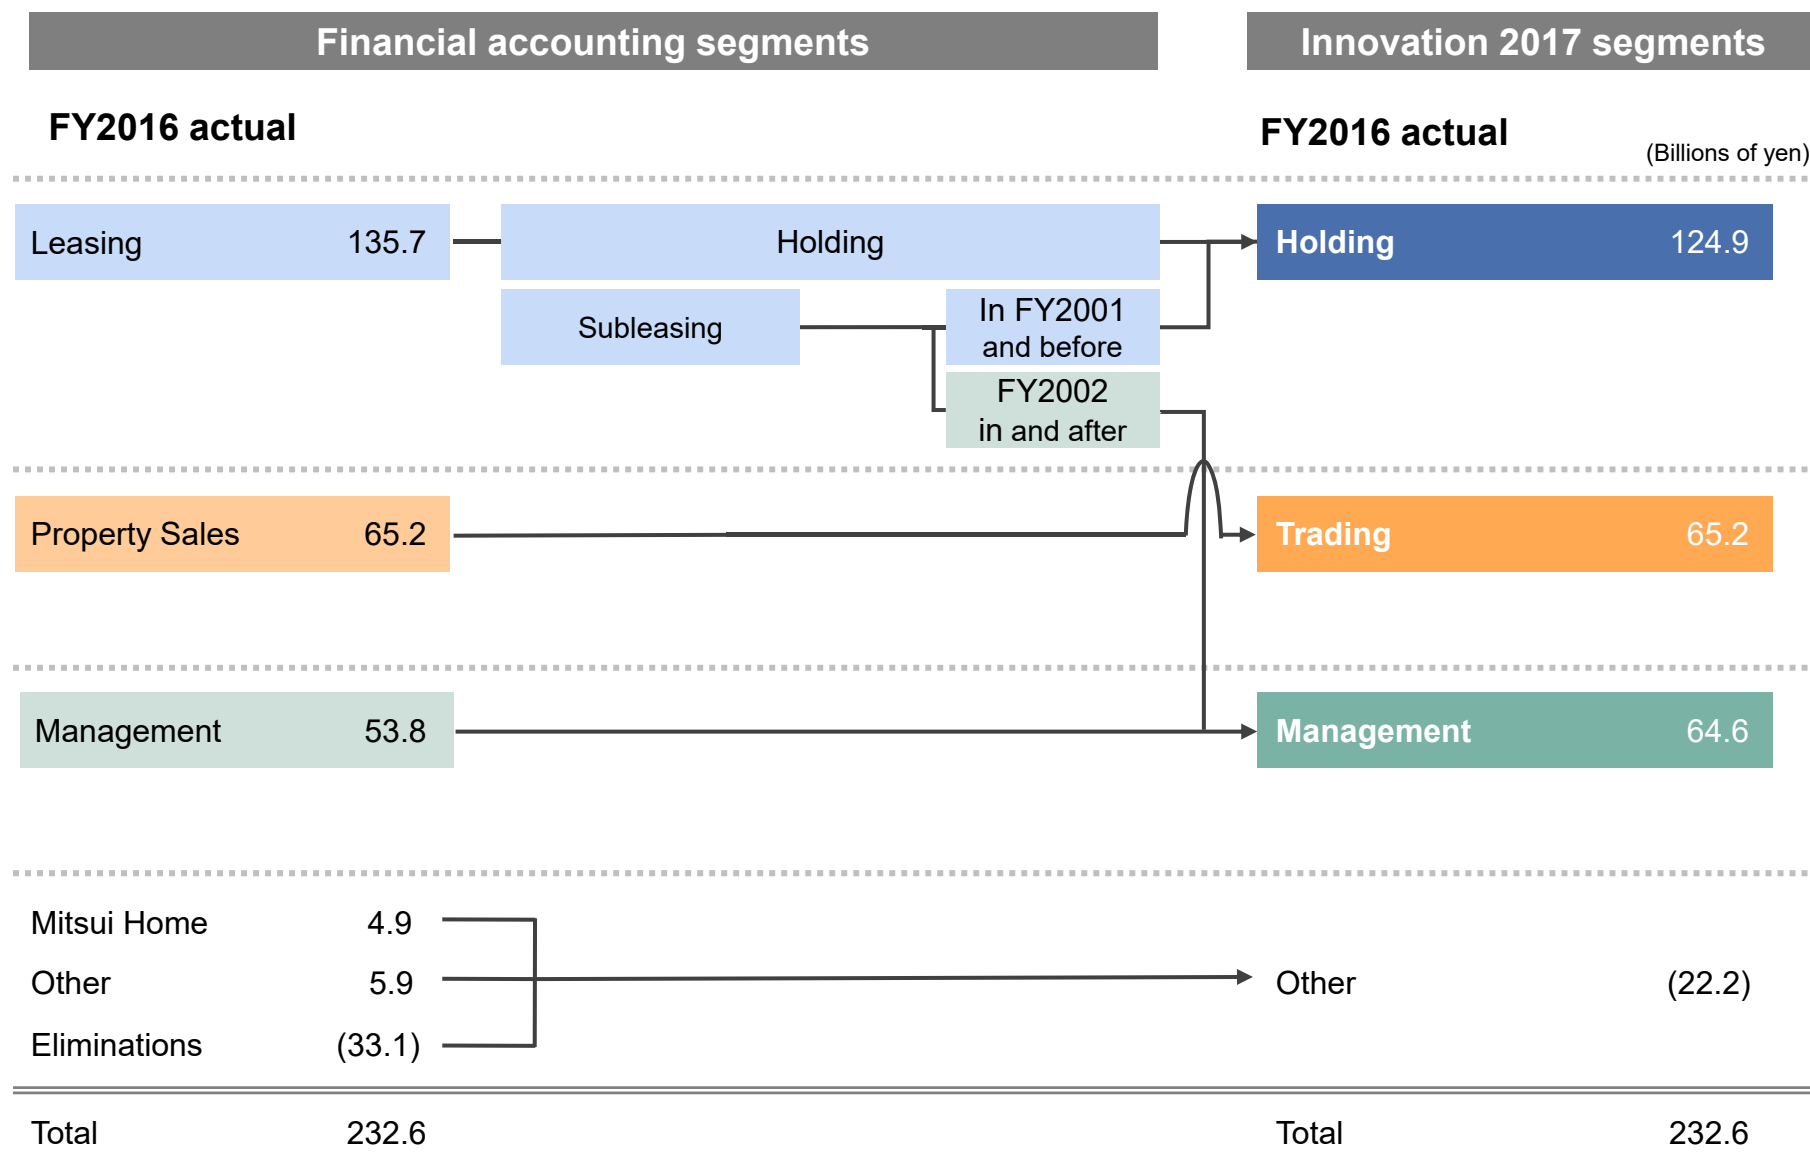 Financial accounting segments
Innovation 2017 segments
FY2016 actual
FY2016 actual
(Billions of yen)
Leasing 135.7
Holding
Holding 124.9
Subleasing
In FY2001
and before
FY2002
in and after
Property Sales 65.2
Trading 65.2
Management 53.8
Management 64.6
Mitsui Home 4.9
Other 5.9
Other (22.2)
Eliminations (33.1)
Total 232.6
Total 232.6